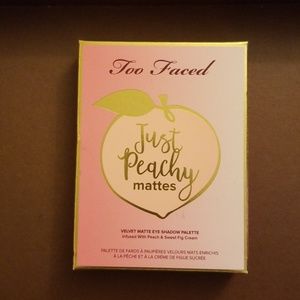 Too Faced
Just
Peachy
mattes
VELVET MATTE EYE SHADOW PALETTE
Infused With Peach & Sweet Fig Cream
PALETTE DE FARDS À PAUPIÈRES VELOURS MATS ENRICHIS
À LA PÊCHE ET À LA CRÈME DE FIGUE SUCRÉE